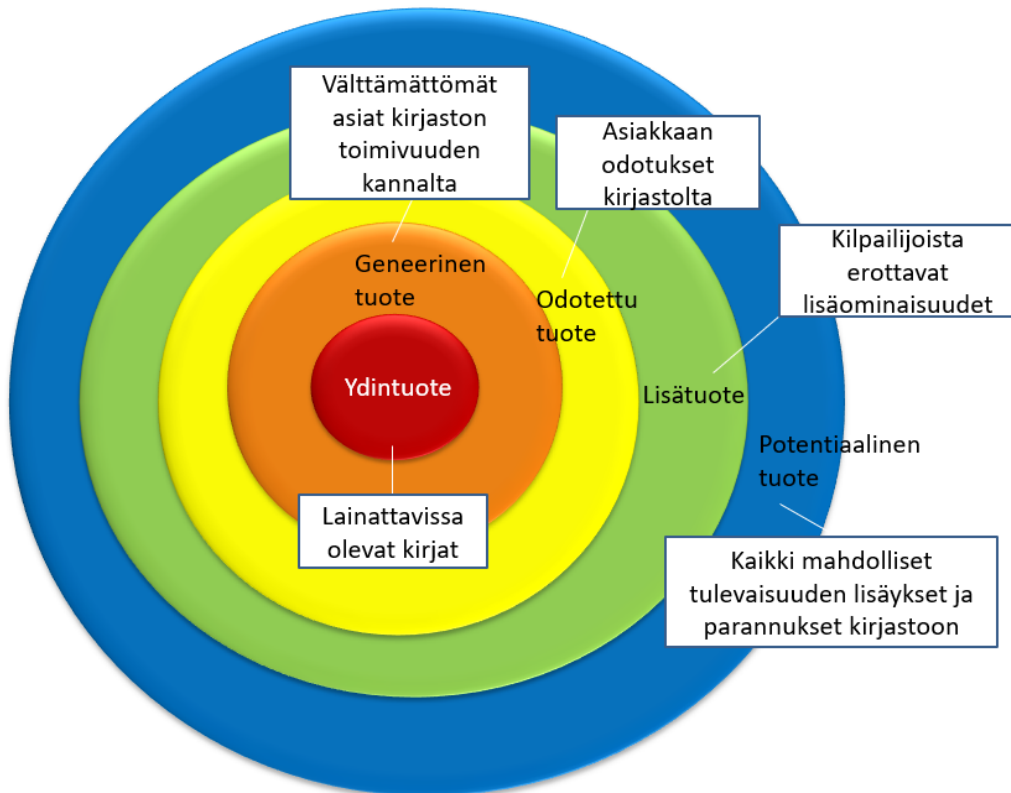 Välttämättömät
asiat kirjaston
toimivuuden
kannalta
Asiakkaan
odotukset
kirjastolta
Kilpailijoista
erottavat
lisäominaisuudet
Geneerinen
tuote
Odotettu
tuote
Ydintuote
Lisätuote
Potentiaalinen
tuote
Lainattavissa
olevat kirjat
Kaikki mahdolliset
tulevaisuuden lisäykset ja
parannukset kirjastoon